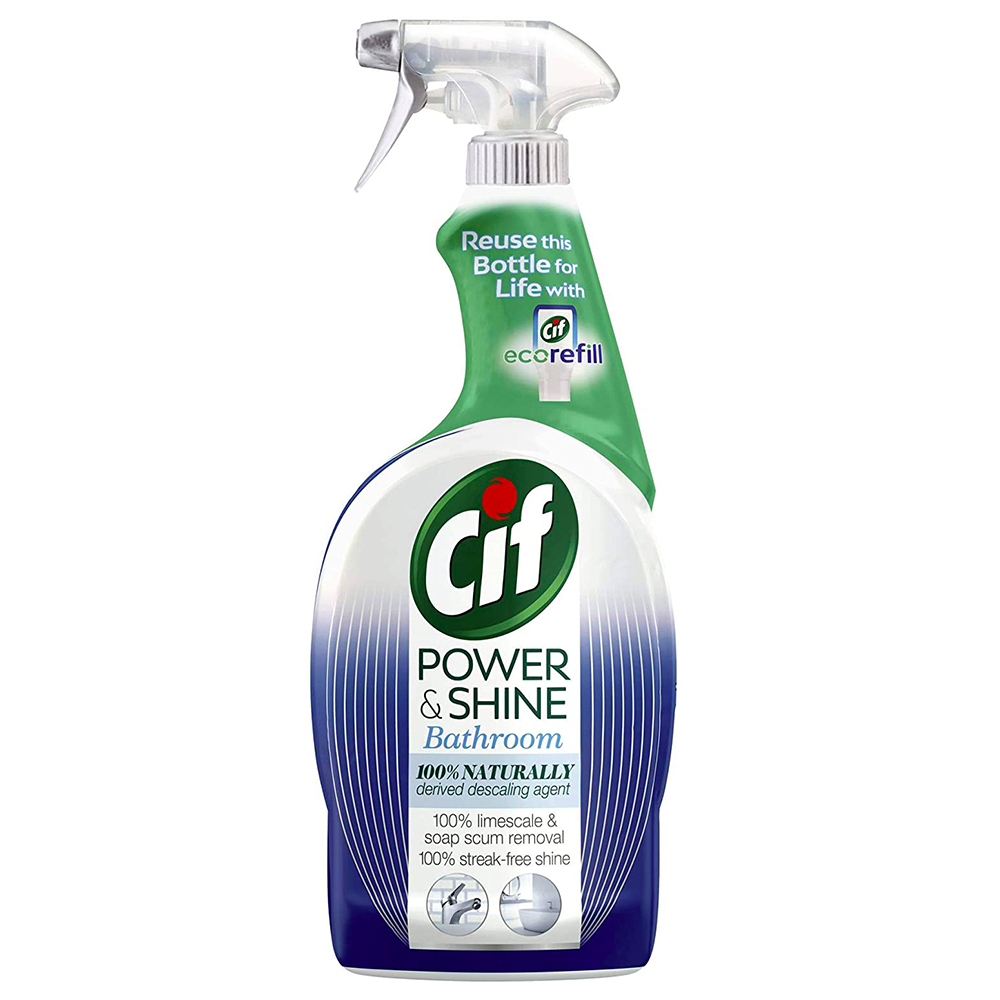 Reuse this
Bottle for
Life with
Cif
ecorefill
Cif
POWER
& SHINE
Bathroom
100% NATURALLY
derived descaling agent
100% limescale &
soap scum removal
100% streak-free shine